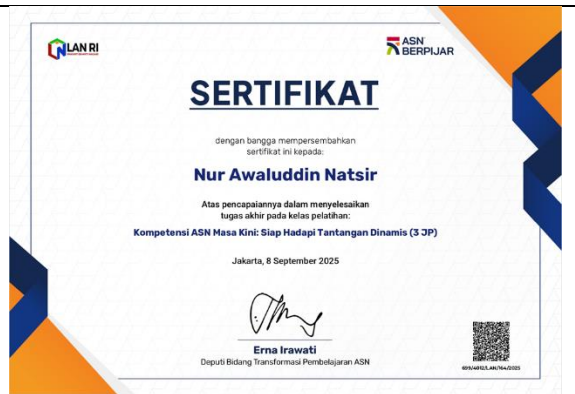 LAN RI
ASN
BERPIJAR
SERTIFIKAT
dengan bangga mempersembahkan
sertifikat ini kepada:
Nur Awaluddin Natsir
Atas pencapaiannya dalam menyelesaikan
tugas akhir pada kelas pelatihan:
Kompetensi ASN Masa Kini: Siap Hadapi Tantangan Dinamis (3 JP)
Jakarta, 8 September 2025
Erna Irawati
Deputi Bidang Transformasi Pembelajaran ASN